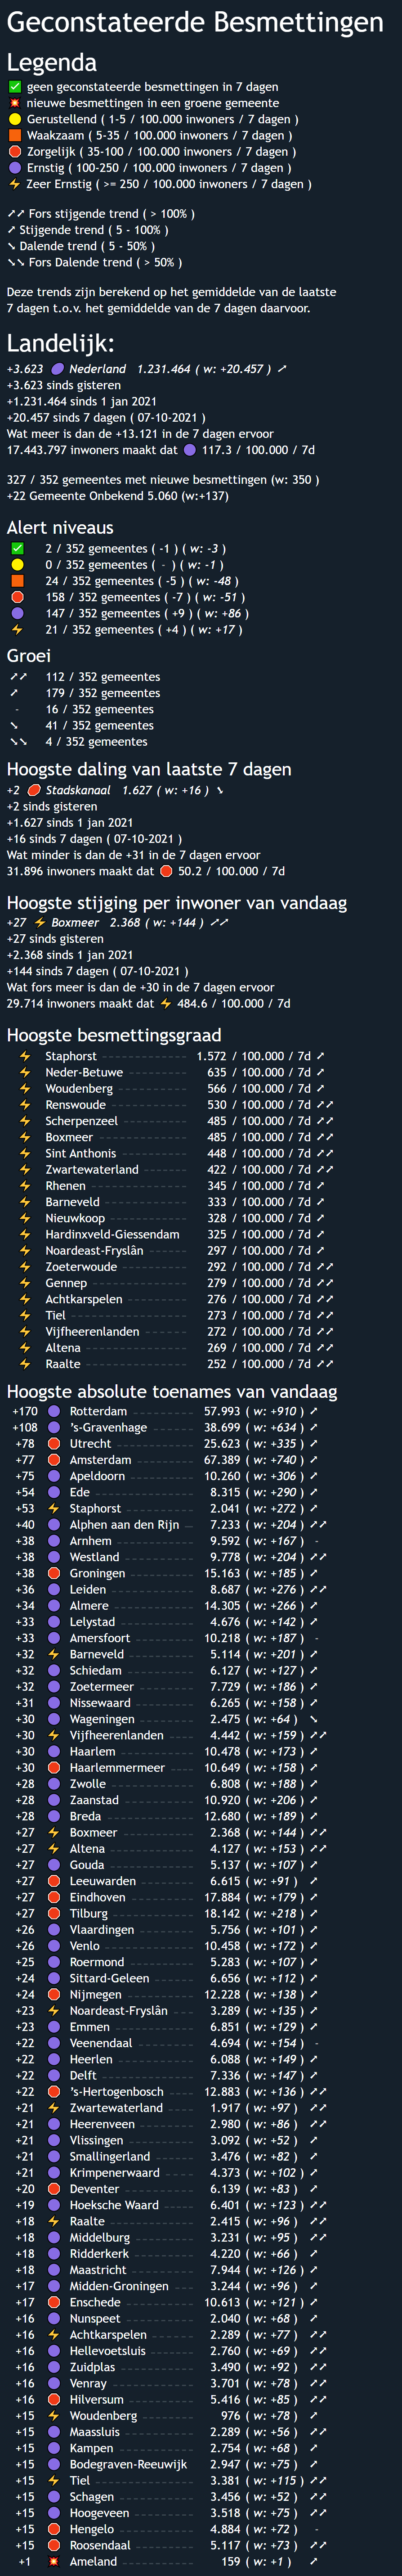 Geconstateerde Besmettingen
Legenda
✅ geen geconstateerde besmettingen in 7 dagen
💥 nieuwe besmettingen in een groene gemeente
🟡 Gerustellend ( 1-5 / 100.000 inwoners / 7 dagen )
🟧 Waakzaam ( 5-35 / 100.000 inwoners / 7 dagen )
🛑 Zorgelijk ( 35-100 / 100.000 inwoners / 7 dagen )
🟣 Ernstig ( 100-250 / 100.000 inwoners / 7 dagen )
⚡ Zeer Ernstig ( >= 250 / 100.000 inwoners / 7 dagen )
↗↗ Fors stijgende trend ( > 100% )
↗ Stijgende trend ( 5 - 100% )
↘ Dalende trend ( 5 - 50% )
↘↘ Fors Dalende trend ( > 50% )
Deze trends zijn berekend op het gemiddelde van de laatste
7 dagen t.o.v. het gemiddelde van de 7 dagen daarvoor.
Landelijk:
+3.623 🟣 Nederland 1.231.464 ( w: +20.457 ) ↗
+3.623 sinds gisteren
+1.231.464 sinds 1 jan 2021
+20.457 sinds 7 dagen ( 07-10-2021 )
Wat meer is dan de +13.121 in de 7 dagen ervoor
17.443.797 inwoners maakt dat 🟣 117.3 / 100.000 / 7d
327 / 352 gemeentes met nieuwe besmettingen (w: 350 )
+22 Gemeente Onbekend 5.060 (w:+137)
Alert niveaus
✅ 2 / 352 gemeentes ( -1 ) ( w: -3 )
🟡 0 / 352 gemeentes ( - ) ( w: -1 )
🟧 24 / 352 gemeentes ( -5 ) ( w: -48 )
🛑 158 / 352 gemeentes ( -7 ) ( w: -51 )
🟣 147 / 352 gemeentes ( +9 ) ( w: +86 )
⚡ 21 / 352 gemeentes ( +4 ) ( w: +17 )
Groei
↗↗ 112 / 352 gemeentes
↗ 179 / 352 gemeentes
- 16 / 352 gemeentes
↘ 41 / 352 gemeentes
↘↘ 4 / 352 gemeentes
Hoogste daling van laatste 7 dagen
+2 🛑 Stadskanaal 1.627 ( w: +16 ) ↘
+2 sinds gisteren
+1.627 sinds 1 jan 2021
+16 sinds 7 dagen ( 07-10-2021 )
Wat minder is dan de +31 in de 7 dagen ervoor
31.896 inwoners maakt dat 🛑 50.2 / 100.000 / 7d
Hoogste stijging per inwoner van vandaag
+27 ⚡ Boxmeer 2.368 ( w: +144 ) ↗↗
+27 sinds gisteren
+2.368 sinds 1 jan 2021
+144 sinds 7 dagen ( 07-10-2021 )
Wat fors meer is dan de +30 in de 7 dagen ervoor
29.714 inwoners maakt dat ⚡ 484.6 / 100.000 / 7d
Hoogste besmettingsgraad
⚡ Staphorst 1.572 / 100.000 / 7d ↗
⚡ Neder-Betuwe 635 / 100.000 / 7d ↗
⚡ Woudenberg 566 / 100.000 / 7d ↗
⚡ Renswoude 530 / 100.000 / 7d ↗↗
⚡ Scherpenzeel 485 / 100.000 / 7d ↗↗
⚡ Boxmeer 485 / 100.000 / 7d ↗↗
⚡ Sint Anthonis 448 / 100.000 / 7d ↗↗
⚡ Zwartewaterland 422 / 100.000 / 7d ↗↗
⚡ Rhenen 345 / 100.000 / 7d ↗
⚡ Barneveld 333 / 100.000 / 7d ↗
⚡ Nieuwkoop 328 / 100.000 / 7d ↗
⚡ Hardinxveld-Giessendam 325 / 100.000 / 7d ↗
⚡ Noardeast-Fryslân 297 / 100.000 / 7d ↗
⚡ Zoeterwoude 292 / 100.000 / 7d ↗↗
⚡ Gennep 279 / 100.000 / 7d ↗↗
⚡ Achtkarspelen 276 / 100.000 / 7d ↗↗
⚡ Tiel 273 / 100.000 / 7d ↗↗
⚡ Vijfheerenlanden 272 / 100.000 / 7d ↗↗
⚡ Altena 269 / 100.000 / 7d ↗↗
⚡ Raalte 252 / 100.000 / 7d ↗↗
Hoogste absolute toenames van vandaag
+170 🟣 Rotterdam 57.993 ( w: +910 ) ↗
+108 🟣 's-Gravenhage 38.699 ( w: +634 ) ↗
+78 🛑 Utrecht 25.623 ( w: +335 ) ↗
+77 🛑 Amsterdam 67.389 ( w: +740 ) ↗
+75 🟣 Apeldoorn 10.260 ( w: +306 ) ↗
+54 🟣 Ede 8.315 ( w: +290 ) ↗
+53 ⚡ Staphorst 2.041 ( w: +272 ) ↗
+40 🟣 Alphen aan den Rijn 7.233 ( w: +204 ) ↗↗
+38 🟣 Arnhem 9.592 ( w: +167 ) -
+38 🟣 Westland 9.778 ( w: +204 ) ↗↗
+38 🛑 Groningen 15.163 ( w: +185 ) ↗
+36 🟣 Leiden 8.687 ( w: +276 ) ↗↗
+34 🟣 Almere 14.305 ( w: +266 ) ↗
+33 🟣 Lelystad 4.676 ( w: +142 ) ↗
+33 🟣 Amersfoort 10.218 ( w: +187 ) -
+32 ⚡ Barneveld 5.114 ( w: +201 ) ↗
+32 🟣 Schiedam 6.127 ( w: +127 ) ↗
+32 🟣 Zoetermeer 7.729 ( w: +186 ) ↗
+31 🟣 Nissewaard 6.265 ( w: +158 ) ↗
+30 🟣 Wageningen 2.475 ( w: +64 ) ↘
+30 ⚡ Vijfheerenlanden 4.442 ( w: +159 ) ↗↗
+30 🟣 Haarlem 10.478 ( w: +173 ) ↗
+30 🛑 Haarlemmermeer 10.649 ( w: +158 ) ↗
+28 🟣 Zwolle 6.808 ( w: +188 ) ↗
+28 🟣 Zaanstad 10.920 ( w: +206 ) ↗
+28 🟣 Breda 12.680 ( w: +189 ) ↗
+27 ⚡ Boxmeer 2.368 ( w: +144 ) ↗↗
+27 ⚡ Altena 4.127 ( w: +153 ) ↗↗
+27 🟣 Gouda 5.137 ( w: +107 ) ↗
+27 🛑 Leeuwarden 6.615 ( w: +91 ) ↗
+27 🛑 Eindhoven 17.884 ( w: +179 ) ↗
+27 🛑 Tilburg 18.142 ( w: +218 ) ↗
+26 🟣 Vlaardingen 5.756 ( w: +101 ) ↗
+26 🟣 Venlo 10.458 ( w: +172 ) ↗
+25 🟣 Roermond 5.283 ( w: +107 ) ↗
+24 🟣 Sittard-Geleen 6.656 ( w: +112 ) ↗
+24 🛑 Nijmegen 12.228 ( w: +138 ) ↗
+23 ⚡ Noardeast-Fryslân 3.289 ( w: +135 ) ↗
+23 🟣 Emmen 6.851 ( w: +129 ) ↗
+22 🟣 Veenendaal 4.694 ( w: +154 ) -
+22 🟣 Heerlen 6.088 ( w: +149 ) ↗
+22 🟣 Delft 7.336 ( w: +147 ) ↗
+22 🛑 's-Hertogenbosch 12.883 ( w: +136 ) ↗↗
+21 ⚡ Zwartewaterland 1.917 ( w: +97 ) ↗↗
+21 🟣 Heerenveen 2.980 ( w: +86 ) ↗↗
+21 🟣 Vlissingen 3.092 ( w: +52 ) ↗
+21 🟣 Smallingerland 3.476 ( w: +82 ) ↗
+21 🟣 Krimpenerwaard 4.373 ( w: +102 ) ↗
+20 🛑 Deventer 6.139 ( w: +83 ) ↗
+19 🟣 Hoeksche Waard 6.401 ( w: +123 ) ↗↗
+18 ⚡ Raalte 2.415 ( w: +96 ) ↗↗
+18 🟣 Middelburg 3.231 ( w: +95 ) ↗↗
+18 🟣 Ridderkerk 4.220 ( w: +66 ) ↗
+18 🟣 Maastricht 7.944 ( w: +126 ) ↗
+17 🟣 Midden-Groningen 3.244 ( w: +96 ) ↗
+17 🛑 Enschede 10.613 ( w: +121 ) ↗
+16 🟣 Nunspeet 2.040 ( w: +68 ) ↗
+16 ⚡ Achtkarspelen 2.289 ( w: +77 ) ↗↗
+16 🟣 Hellevoetsluis 2.760 ( w: +69 ) ↗↗
+16 🟣 Zuidplas 3.490 ( w: +92 ) ↗↗
+16 🟣 Venray 3.701 ( w: +78 ) ↗↗
+16 🛑 Hilversum 5.416 ( w: +85 ) ↗↗
+15 ⚡ Woudenberg 976 ( w: +78 ) ↗
+15 🟣 Maassluis 2.289 ( w: +56 ) ↗↗
+15 🟣 Kampen 2.754 ( w: +68 ) ↗
+15 🟣 Bodegraven-Reeuwijk 2.947 ( w: +75 ) ↗
+15 ⚡ Tiel 3.381 ( w: +115 ) ↗↗
+15 🟣 Schagen 3.456 ( w: +52 ) ↗↗
+15 🟣 Hoogeveen 3.518 ( w: +75 ) ↗↗
+15 🛑 Hengelo 4.884 ( w: +72 ) -
+15 🛑 Roosendaal 5.117 ( w: +73 ) ↗↗
+1 💥 Ameland 159 ( w: +1 ) ↗